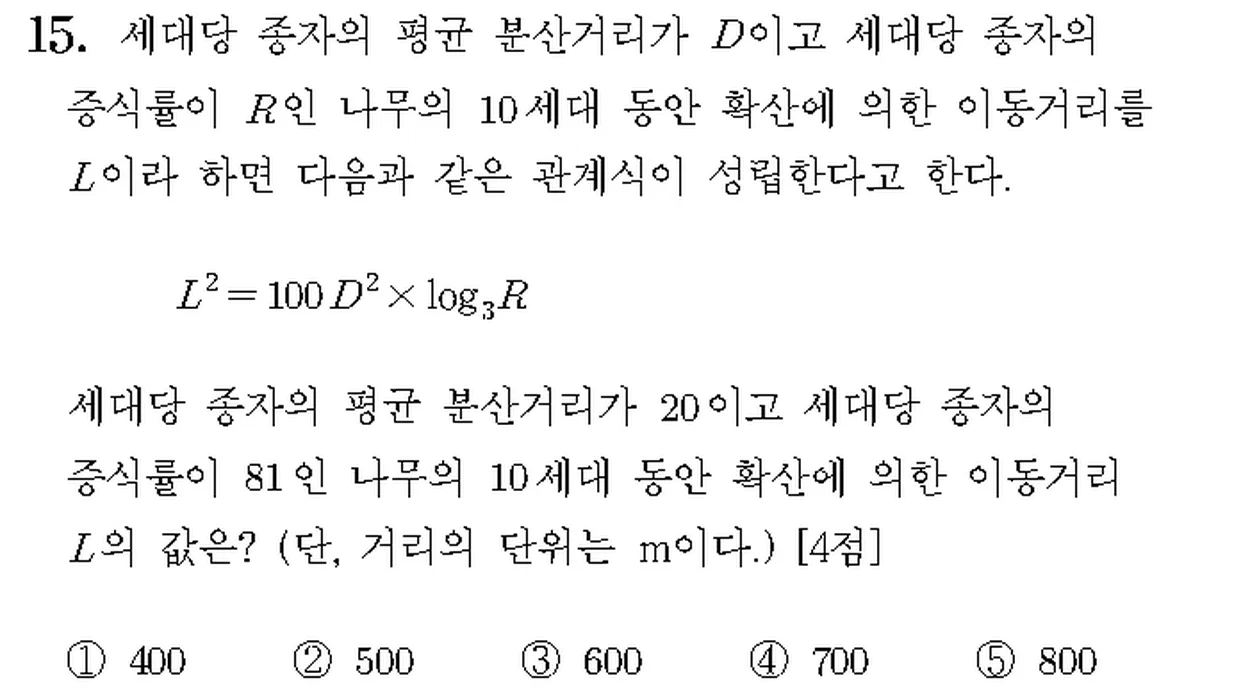 15. 세대당 종자의 평균 분산거리가 D이고 세대당 종자의
증식률이 R인 나무의 10세대 동안 확산에 의한 이동거리를
L이라 하면 다음과 같은 관계식이 성립한다고 한다.
L² = 100D² × log₃R
세대당 종자의 평균 분산거리가 20이고 세대당 종자의
증식률이 81인 나무의 10세대 동안 확산에 의한 이동거리
L의 값은? (단, 거리의 단위는 m이다.) [4점]
① 400 ② 500 ③ 600 ④ 700 ⑤ 800